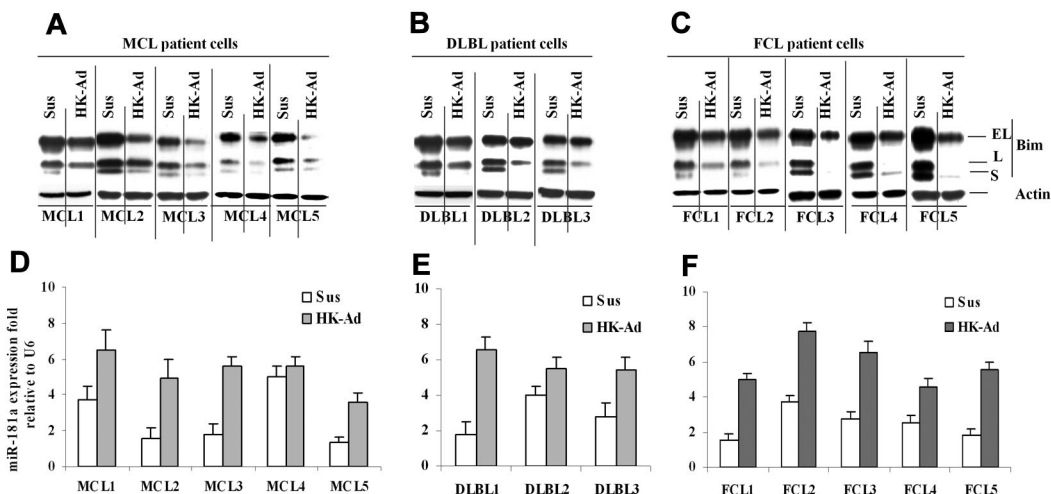 A
MCL patient cells
Sus HK-Ad Sus HK-Ad Sus HK-Ad Sus HK-Ad Sus HK-Ad
MCL1 MCL2 MCL3 MCL4 MCL5
B
DLBL patient cells
Sus HK-Ad Sus HK-Ad Sus HK-Ad
DLBL1 DLBL2 DLBL3
C
FCL patient cells
Sus HK-Ad Sus HK-Ad Sus HK-Ad Sus HK-Ad Sus HK-Ad
EL
L
S
Bim
Actin
FCL1 FCL2 FCL3 FCL4 FCL5
D
miR-181a expression fold
relative to U6
10
8
6
4
2
0
Sus
HK-Ad
MCL1 MCL2 MCL3 MCL4 MCL5
E
10
8
6
4
2
0
Sus
HK-Ad
DLBL1 DLBL2 DLBL3
F
10
8
6
4
2
0
Sus
HK-Ad
FCL1 FCL2 FCL3 FCL4 FCL5